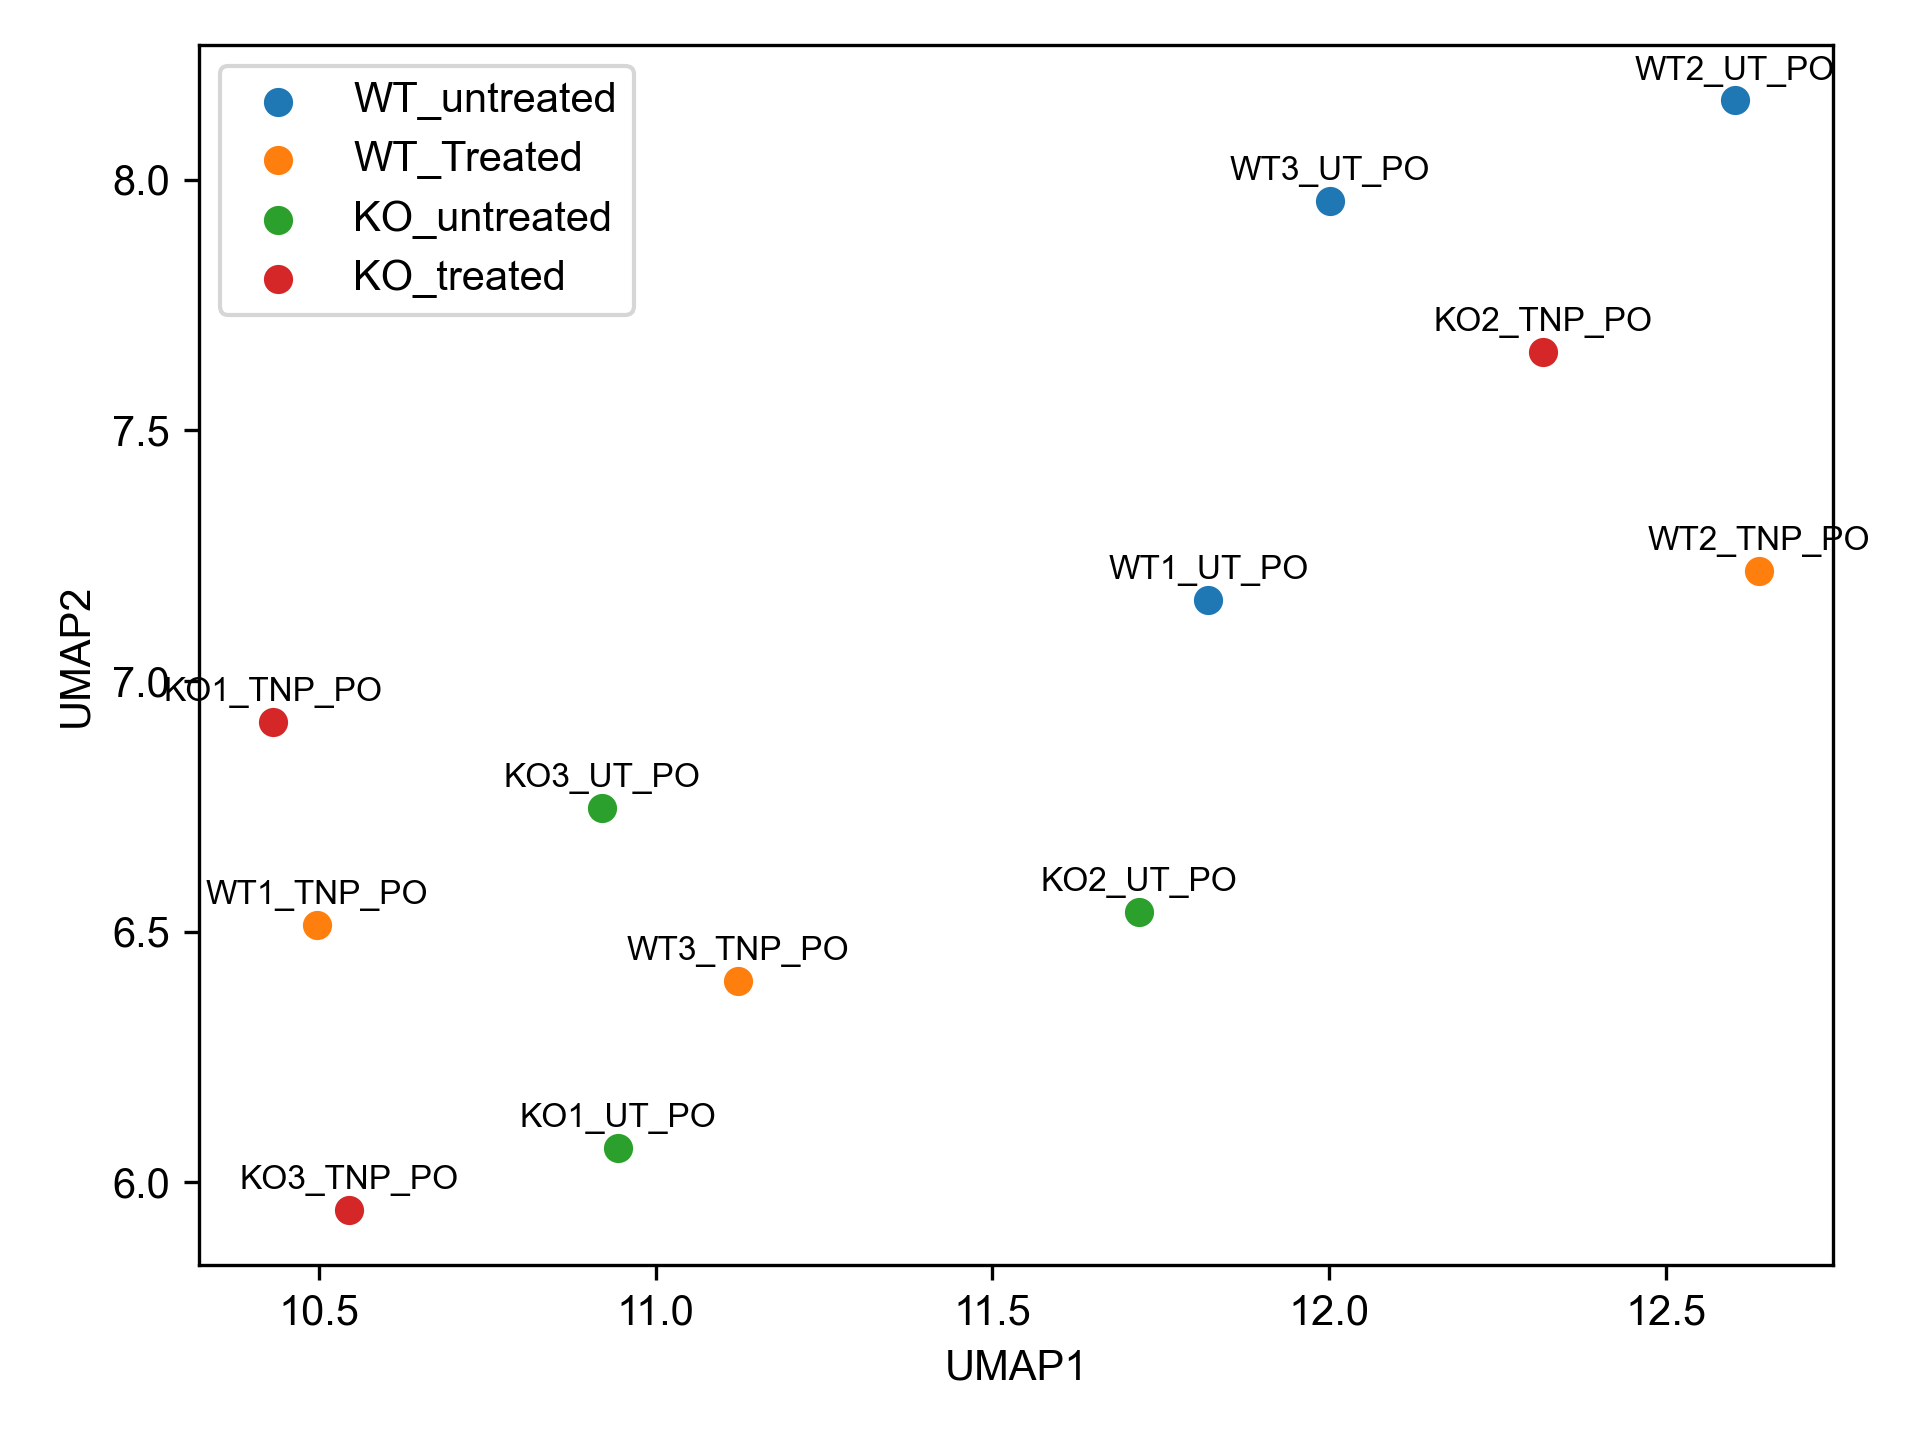 WT_untreated
WT_Treated
KO_untreated
KO_treated
WT2_UT_PO
WT3_UT_PO
KO2_TNP_PO
WT2_TNP_PO
WT1_UT_PO
KO1_TNP_PO
KO3_UT_PO
KO2_UT_PO
WT1_TNP_PO
WT3_TNP_PO
KO1_UT_PO
KO3_TNP_PO
8.0
7.5
7.0
6.5
6.0
UMAP2
10.5 11.0 11.5 12.0 12.5
UMAP1